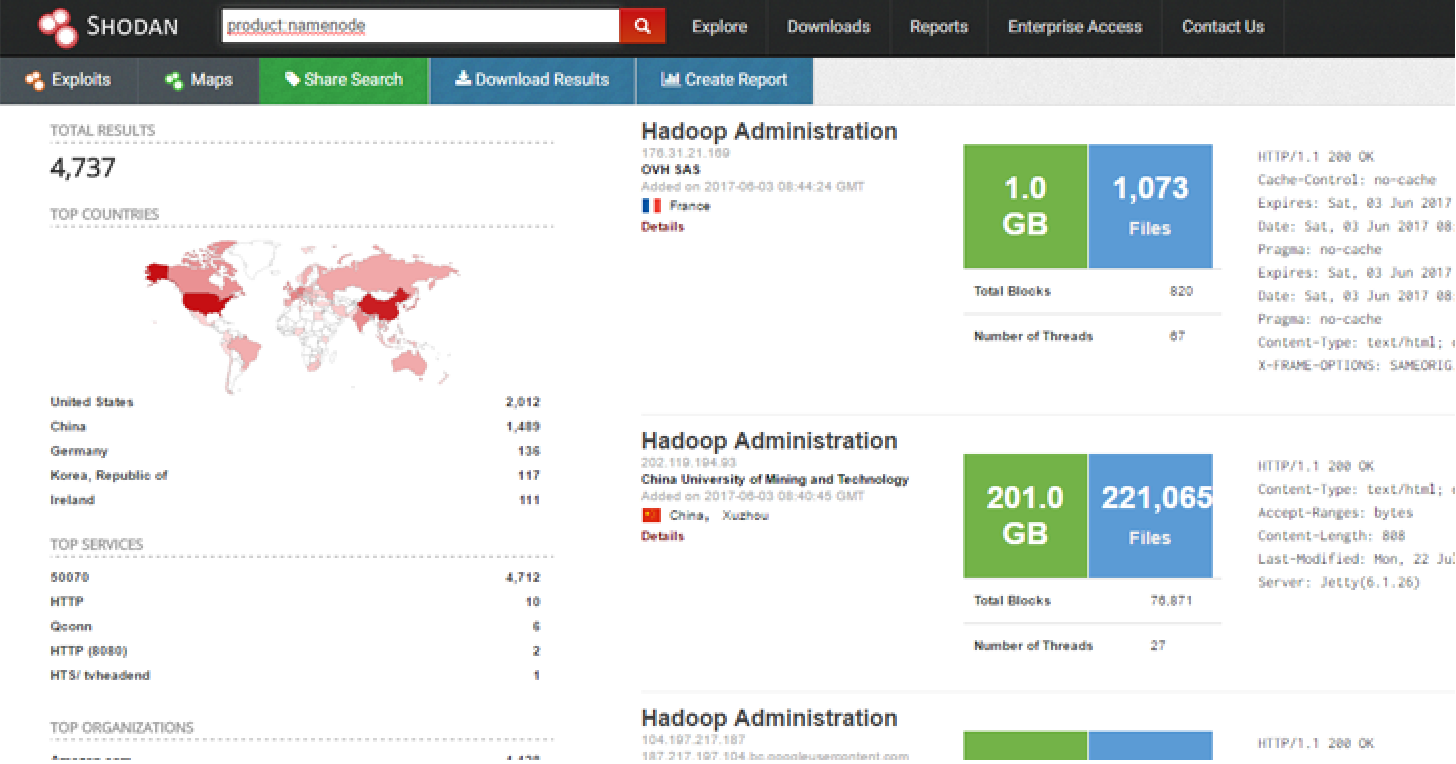 SHODAN
product:namenode
Explore Downloads Reports Enterprise Access Contact Us
Exploits Maps Share Search Download Results Create Report
TOTAL RESULTS
4,737
TOP COUNTRIES
United States 2,012
China 1,489
Germany 136
Korea, Republic of 117
Ireland 111
TOP SERVICES
50070 4,712
HTTP 10
Qconn 6
HTTP (8080) 2
HTS/ tvheadend 1
TOP ORGANIZATIONS
Hadoop Administration
176.31.21.169
OVH SAS
Added on 2017-06-03 08:44:24 GMT
France
Details
1.0
GB
1,073
Files
Total Blocks 820
Number of Threads 67
HTTP/1.1 200 OK
Cache-Control: no-cache
Expires: Sat, 03 Jun 2017
Date: Sat, 03 Jun 2017 08:
Pragma: no-cache
Expires: Sat, 03 Jun 2017
Date: Sat, 03 Jun 2017 08:
Pragma: no-cache
Content-Type: text/html;
X-FRAME-OPTIONS: SAMEORIG
Hadoop Administration
202.119.194.93
China University of Mining and Technology
Added on 2017-06-03 08:40:45 GMT
China, Xuzhou
Details
201.0
GB
221,065
Files
Total Blocks 76,871
Number of Threads 27
HTTP/1.1 200 OK
Content-Type: text/html;
Accept-Ranges: bytes
Content-Length: 808
Last-Modified: Mon, 22 Jul
Server: Jetty(6.1.26)
Hadoop Administration
104.197.217.187
187.217.197.104.bc.googleusercontent.com
HTTP/1.1 200 OK